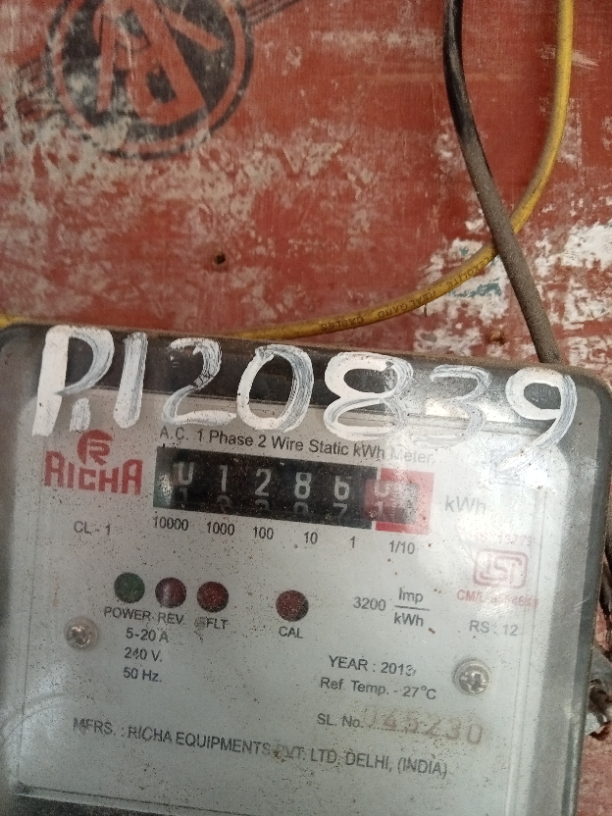 P.120839
A.C. 1 Phase 2 Wire Static kWh Meter
RICHA
01286
kWh
CL - 1
10000 1000 100 10 1 1/10
3200 Imp/kWh
POWER REV FLT CAL
RS : 12
5-20 A
240 V.
50 Hz.
YEAR : 2013
Ref. Temp. - 27°C
SL. No. 045230
MFRS. : RICHA EQUIPMENTS PVT. LTD. DELHI, (INDIA)